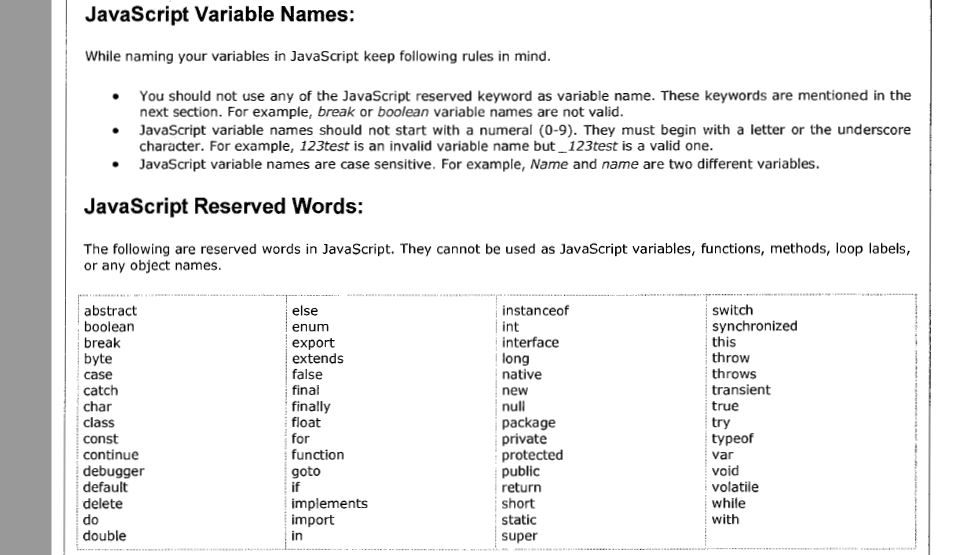 JavaScript Variable Names:
While naming your variables in JavaScript keep following rules in mind.
• You should not use any of the JavaScript reserved keyword as variable name. These keywords are mentioned in the
next section. For example, break or boolean variable names are not valid.
• JavaScript variable names should not start with a numeral (0-9). They must begin with a letter or the underscore
character. For example, 123test is an invalid variable name but _123test is a valid one.
• JavaScript variable names are case sensitive. For example, Name and name are two different variables.
JavaScript Reserved Words:
The following are reserved words in JavaScript. They cannot be used as JavaScript variables, functions, methods, loop labels,
or any object names.
abstract
boolean
break
byte
case
catch
char
class
const
continue
debugger
default
delete
do
double
else
enum
export
extends
false
final
finally
float
for
function
goto
if
implements
import
in
instanceof
int
interface
long
native
new
null
package
private
protected
public
return
short
static
super
switch
synchronized
this
throw
throws
transient
true
try
typeof
var
void
volatile
while
with